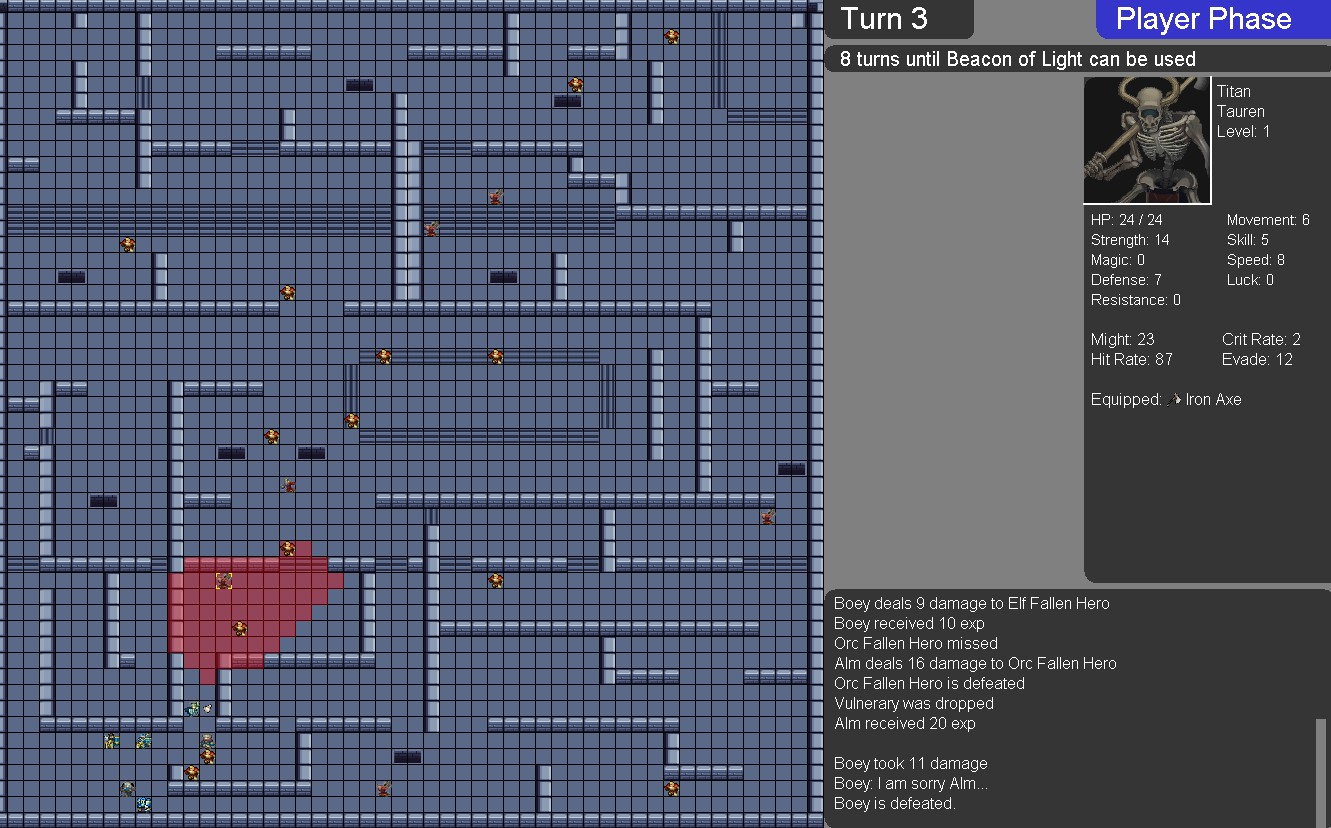 Turn 3
Player Phase
8 turns until Beacon of Light can be used
Titan
Tauren
Level: 1
HP: 24 / 24
Movement: 6
Strength: 14
Skill: 5
Magic: 0
Speed: 8
Defense: 7
Luck: 0
Resistance: 0
Might: 23
Crit Rate: 2
Hit Rate: 87
Evade: 12
Equipped: Iron Axe
Boey deals 9 damage to Elf Fallen Hero
Boey received 10 exp
Orc Fallen Hero missed
Alm deals 16 damage to Orc Fallen Hero
Orc Fallen Hero is defeated
Vulnerary was dropped
Alm received 20 exp
Boey took 11 damage
Boey: I am sorry Alm...
Boey is defeated.